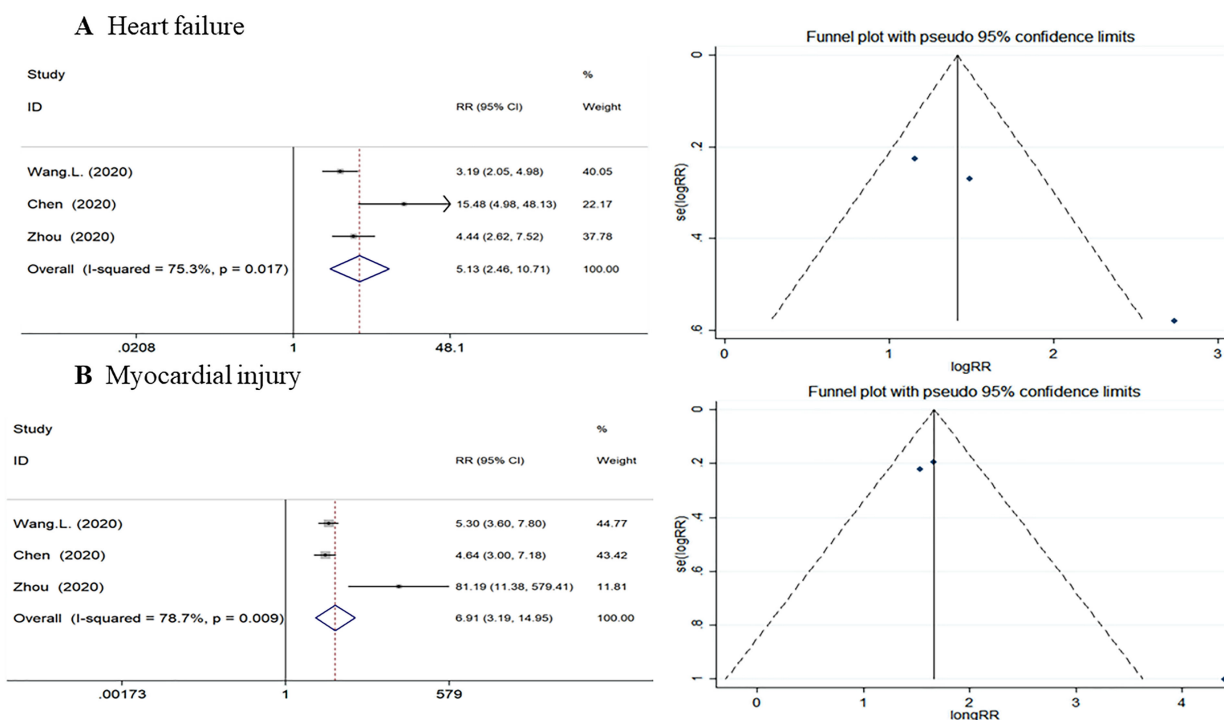 A Heart failure
Study %
ID RR (95% CI) Weight
Wang.L. (2020) 3.19 (2.05, 4.98) 40.05
Chen (2020) 15.48 (4.98, 48.13) 22.17
Zhou (2020) 4.44 (2.62, 7.52) 37.78
Overall (I-squared = 75.3%, p = 0.017) 5.13 (2.46, 10.71) 100.00
.0208 1 48.1
Funnel plot with pseudo 95% confidence limits
se(logRR)
0
.2
.4
.6
0 1 2 3
logRR
B Myocardial injury
Study %
ID RR (95% CI) Weight
Wang.L. (2020) 5.30 (3.60, 7.80) 44.77
Chen (2020) 4.64 (3.00, 7.18) 43.42
Zhou (2020) 81.19 (11.38, 579.41) 11.81
Overall (I-squared = 78.7%, p = 0.009) 6.91 (3.19, 14.95) 100.00
.00173 1 579
Funnel plot with pseudo 95% confidence limits
se(logRR)
0
.2
.4
.6
.8
1
0 1 2 3 4
longRR